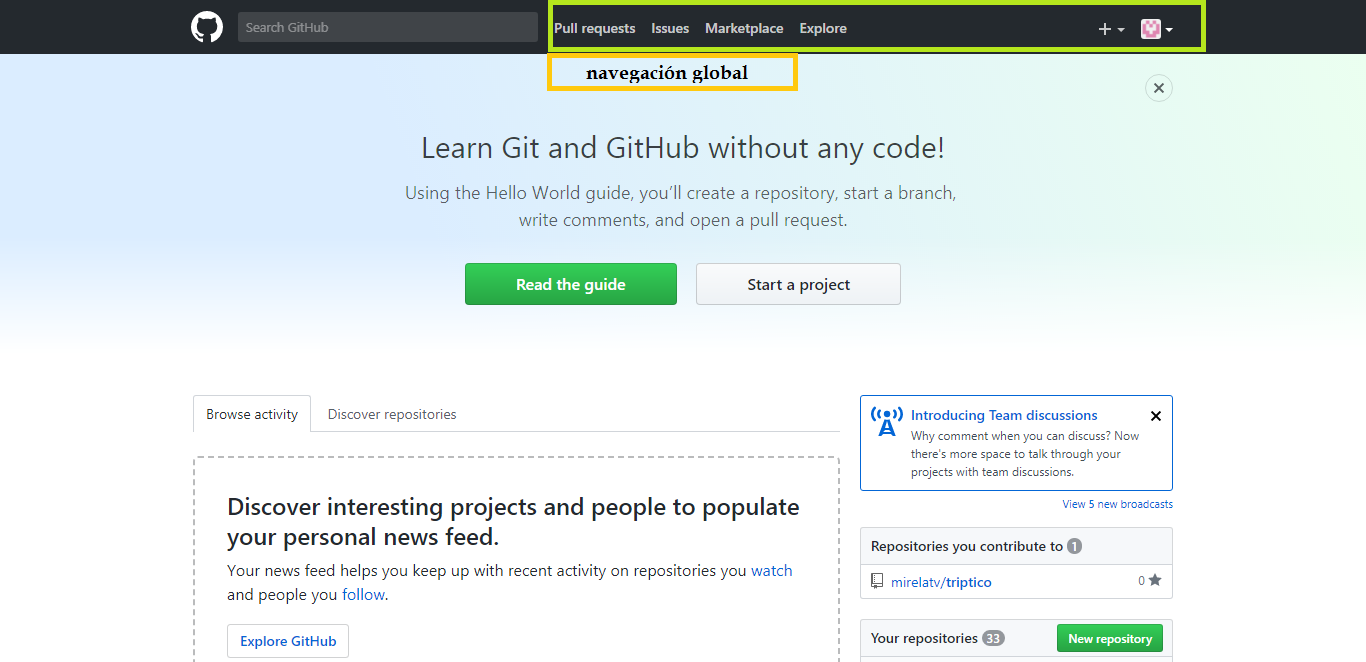 Search GitHub
Pull requests Issues Marketplace Explore
navegación global
Learn Git and GitHub without any code!
Using the Hello World guide, you’ll create a repository, start a branch,
write comments, and open a pull request.
Read the guide Start a project
Browse activity Discover repositories
Discover interesting projects and people to populate
your personal news feed.
Your news feed helps you keep up with recent activity on repositories you watch
and people you follow.
Explore GitHub
Introducing Team discussions
Why comment when you can discuss? Now
there's more space to talk through your
projects with team discussions.
View 5 new broadcasts
Repositories you contribute to 1
mirelatv/triptico 0
Your repositories 33 New repository